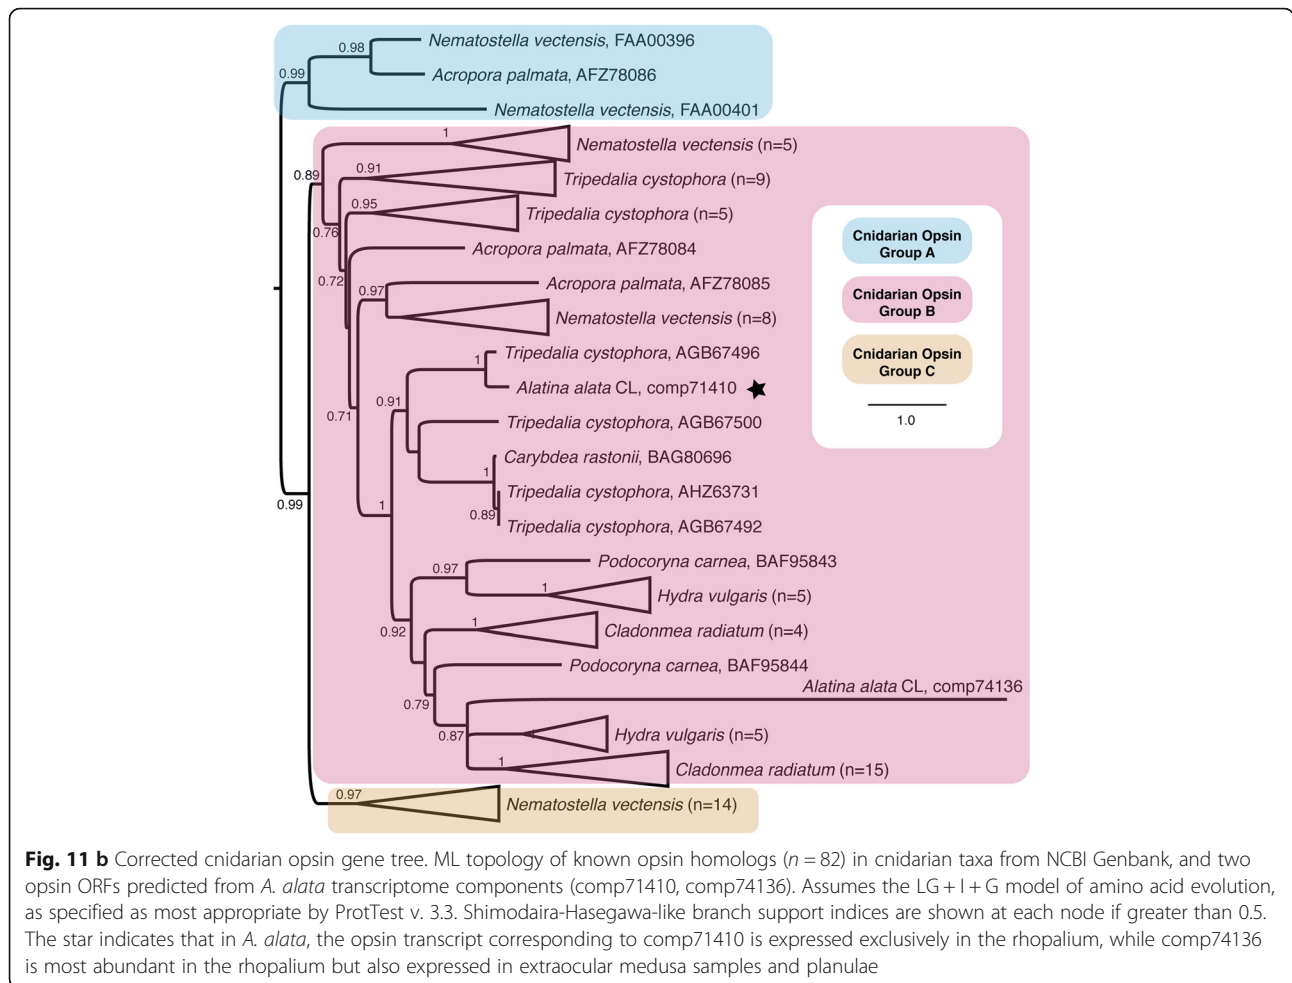 0.98
Nematostella vectensis, FAA00396
0.99
Acropora palmata, AFZ78086
Nematostella vectensis, FAA00401
1
Nematostella vectensis (n=5)
0.89
0.91
Tripedalia cystophora (n=9)
0.95
Tripedalia cystophora (n=5)
0.76
Acropora palmata, AFZ78084
0.72
0.97
Acropora palmata, AFZ78085
Nematostella vectensis (n=8)
1
Tripedalia cystophora, AGB67496
Alatina alata CL, comp71410
0.91
0.71
Tripedalia cystophora, AGB67500
Carybdea rastonii, BAG80696
1
Tripedalia cystophora, AHZ63731
0.89
Tripedalia cystophora, AGB67492
0.99
1
Podocoryna carnea, BAF95843
0.97
1
Hydra vulgaris (n=5)
0.92
1
Cladonmea radiatum (n=4)
Podocoryna carnea, BAF95844
Alatina alata CL, comp74136
0.79
0.87
1
Hydra vulgaris (n=5)
1
Cladonmea radiatum (n=15)
0.97
Nematostella vectensis (n=14)
Cnidarian Opsin
Group A
Cnidarian Opsin
Group B
Cnidarian Opsin
Group C
1.0
Fig. 11 b Corrected cnidarian opsin gene tree. ML topology of known opsin homologs (n = 82) in cnidarian taxa from NCBI Genbank, and two
opsin ORFs predicted from A. alata transcriptome components (comp71410, comp74136). Assumes the LG + I + G model of amino acid evolution,
as specified as most appropriate by ProtTest v. 3.3. Shimodaira-Hasegawa-like branch support indices are shown at each node if greater than 0.5.
The star indicates that in A. alata, the opsin transcript corresponding to comp71410 is expressed exclusively in the rhopalium, while comp74136
is most abundant in the rhopalium but also expressed in extraocular medusa samples and planulae